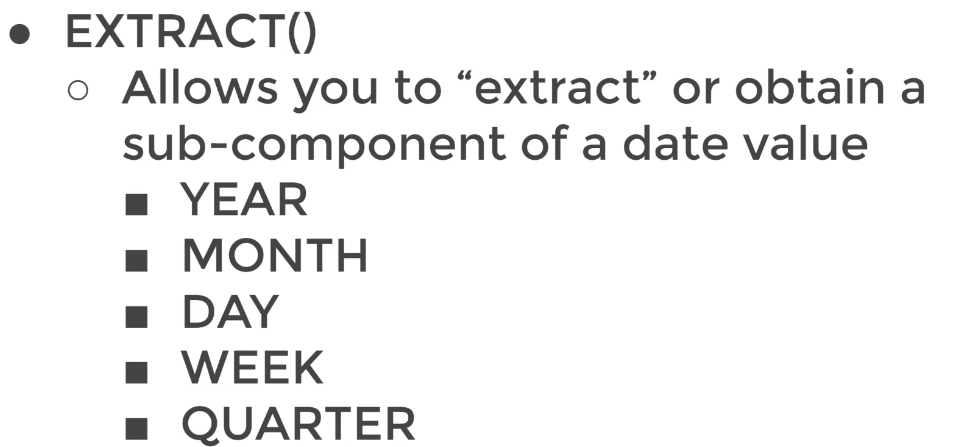 ● EXTRACT()
○ Allows you to “extract” or obtain a
sub-component of a date value
■ YEAR
■ MONTH
■ DAY
■ WEEK
■ QUARTER